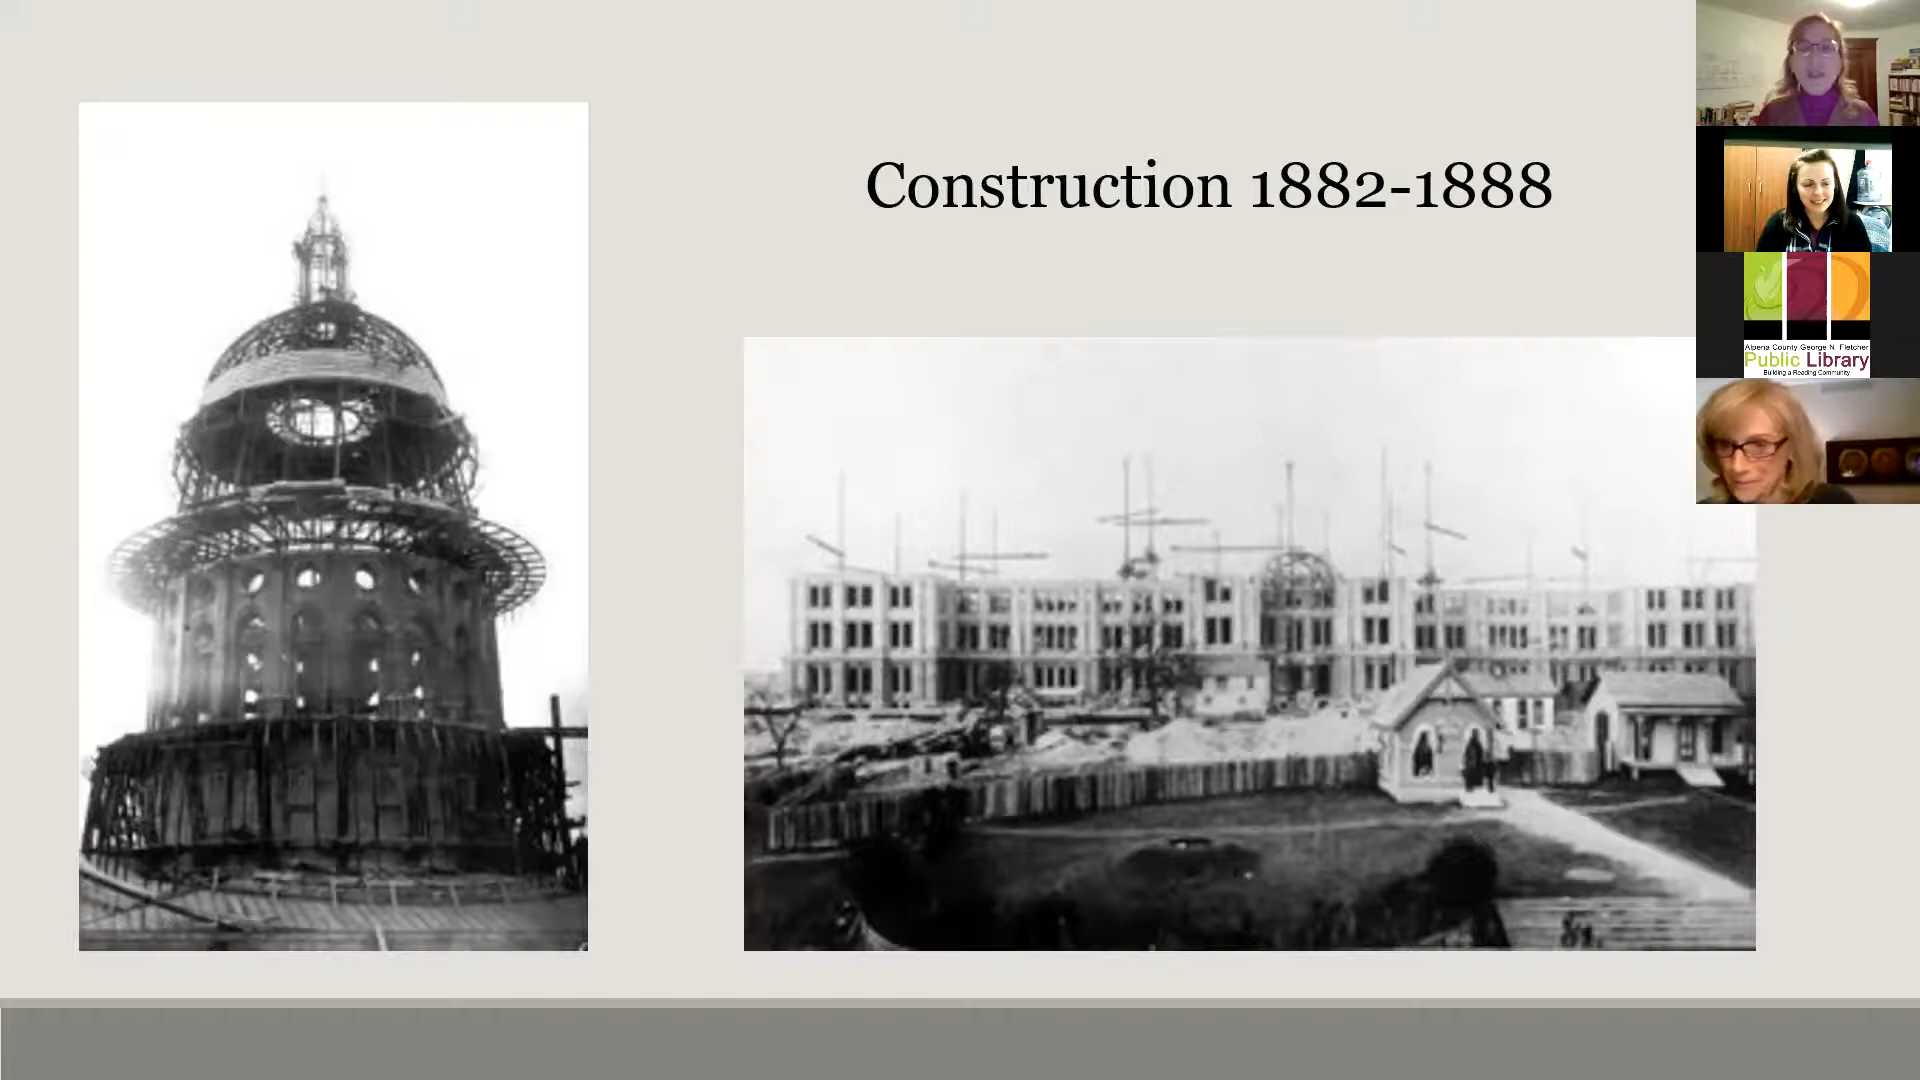 Construction 1882-1888
Alpena County George N. Fletcher
Public Library
Building a Reading Community